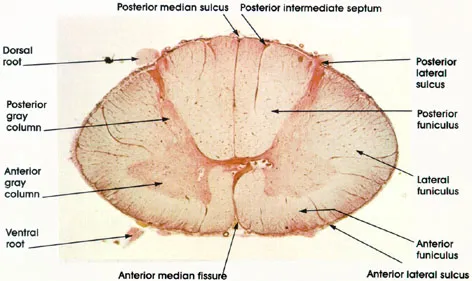 Posterior median sulcus
Posterior intermediate septum
Dorsal
root
Posterior
lateral
sulcus
Posterior
gray
column
Posterior
funiculus
Anterior
gray
column
Lateral
funiculus
Ventral
root
Anterior
funiculus
Anterior median fissure
Anterior lateral sulcus